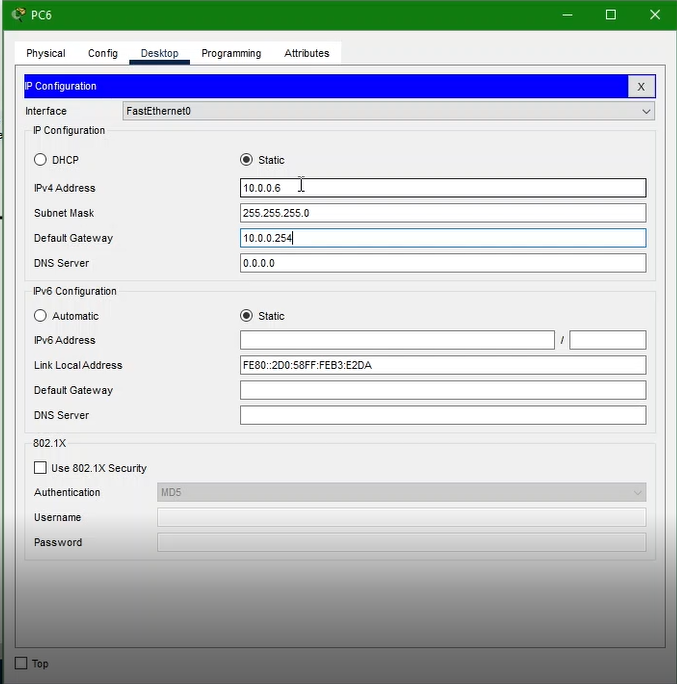 PC6
Physical Config Desktop Programming Attributes
IP Configuration X
Interface FastEthernet0
IP Configuration
DHCP Static
IPv4 Address 10.0.0.6
Subnet Mask 255.255.255.0
Default Gateway 10.0.0.254
DNS Server 0.0.0.0
IPv6 Configuration
Automatic Static
IPv6 Address /
Link Local Address FE80::2D0:58FF:FEB3:E2DA
Default Gateway
DNS Server
802.1X
Use 802.1X Security
Authentication MD5
Username
Password
Top